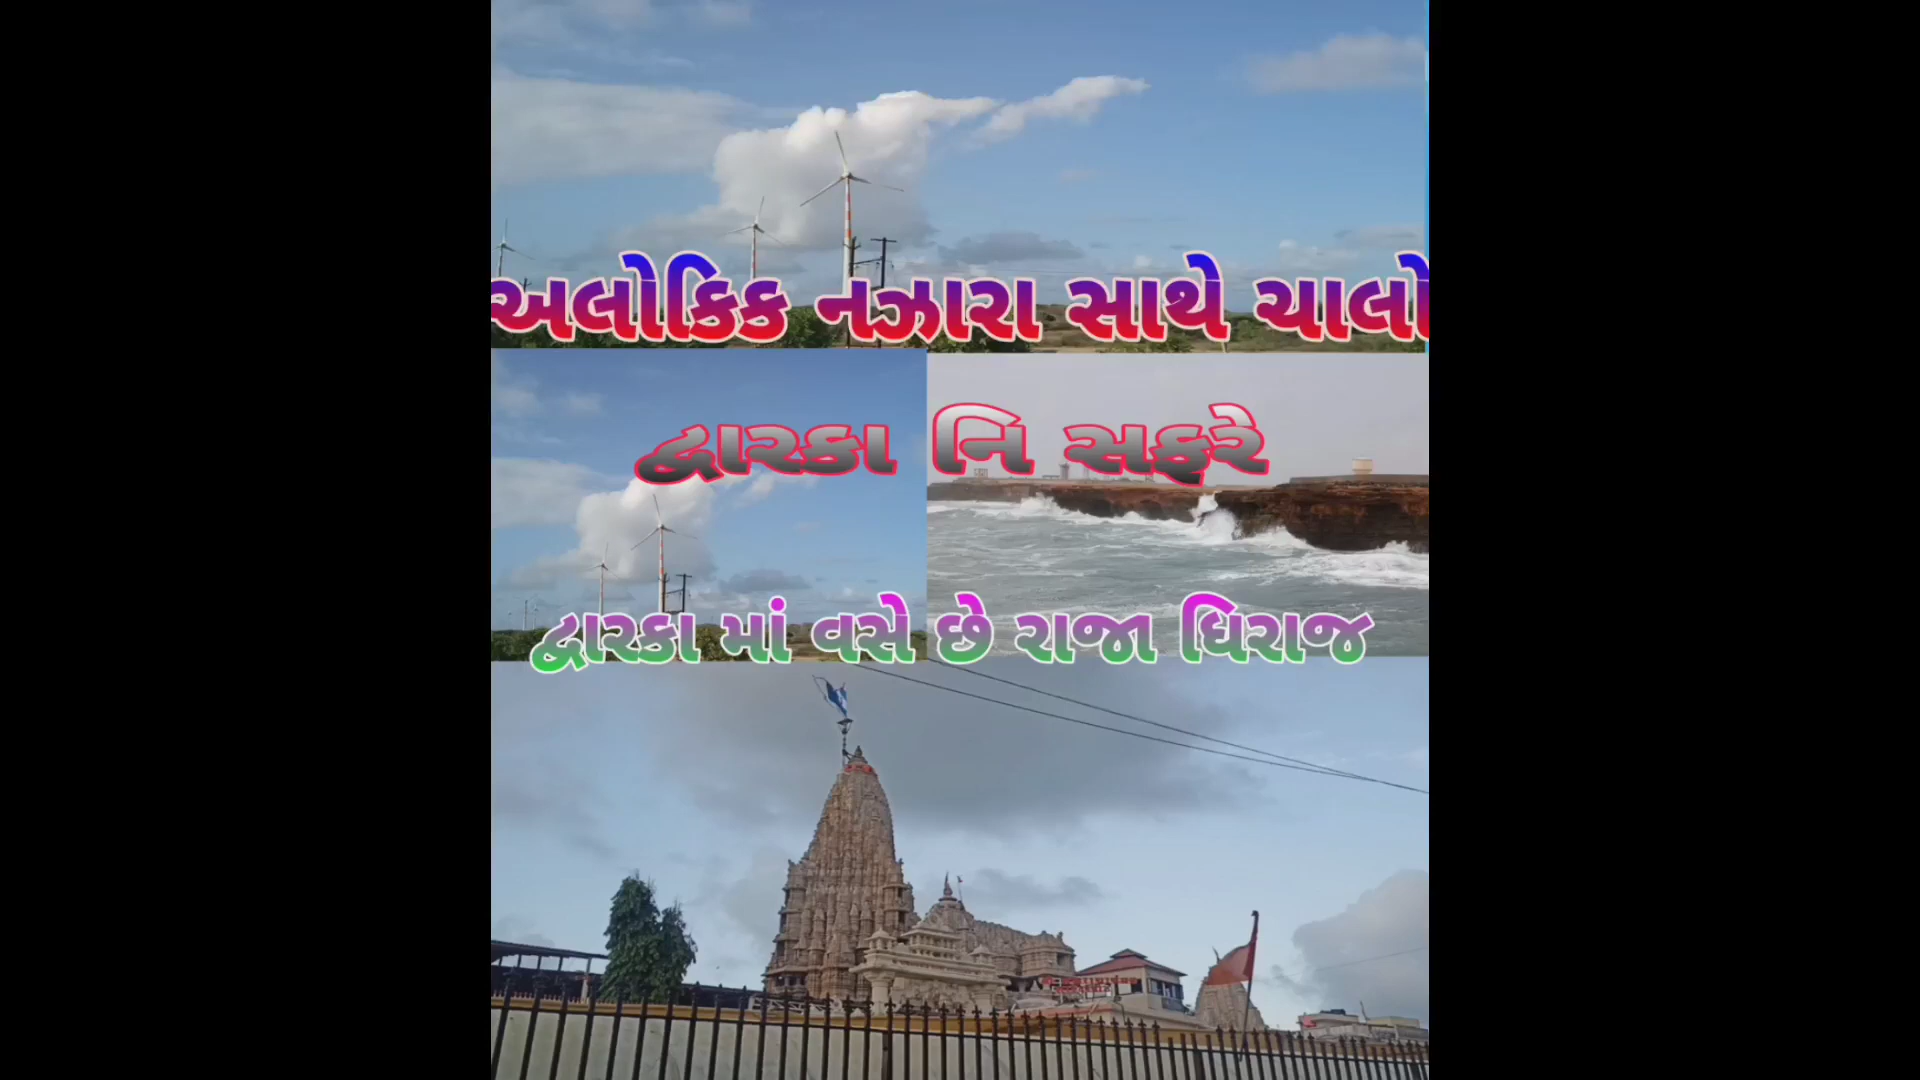 અલોકિક નઝારા સાથે ચાલો
દ્વારકા નિ સફરે
દ્વારકા માં વસે છે રાજા ધિરાજ